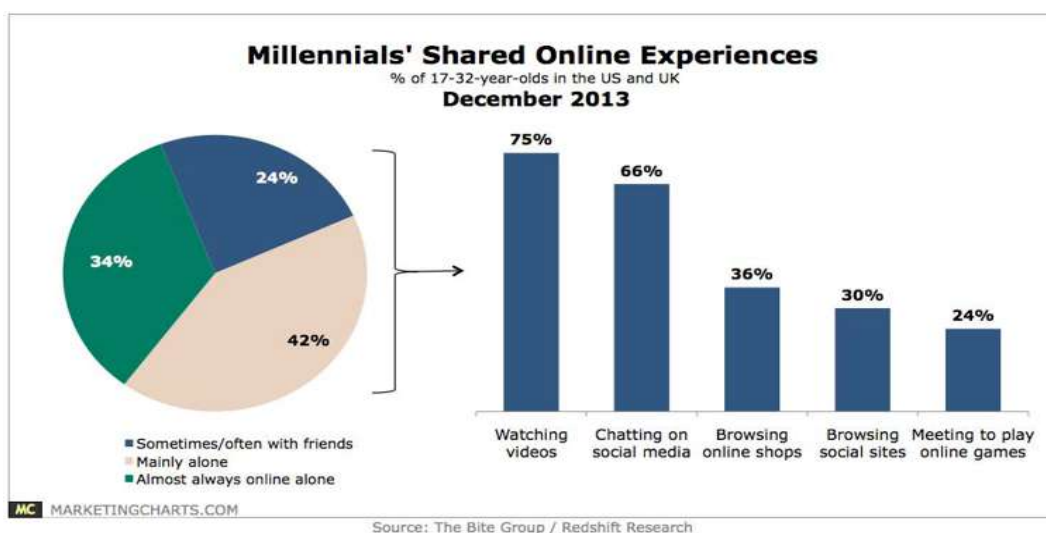 Millennials' Shared Online Experiences
% of 17-32-year-olds in the US and UK
December 2013
24%
34%
42%
Sometimes/often with friends
Mainly alone
Almost always online alone
75%
66%
36%
30%
24%
Watching videos
Chatting on social media
Browsing online shops
Browsing social sites
Meeting to play online games
MC MARKETINGCHARTS.COM
Source: The Bite Group / Redshift Research